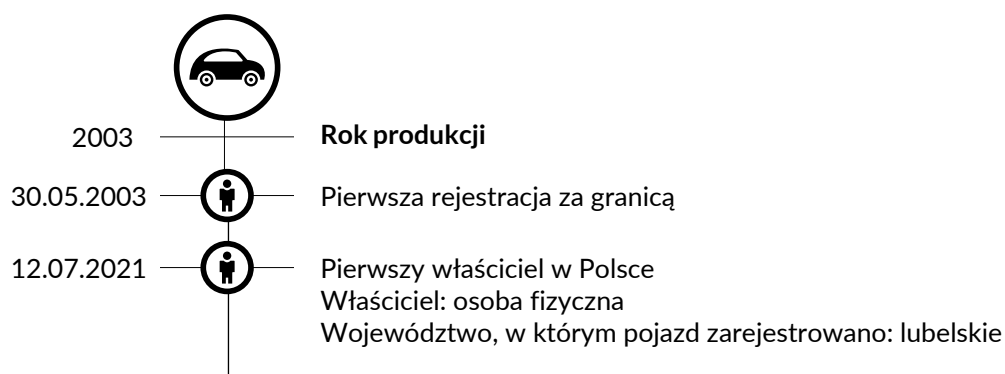 2003 Rok produkcji
30.05.2003 Pierwsza rejestracja za granicą
12.07.2021 Pierwszy właściciel w Polsce
Właściciel: osoba fizyczna
Województwo, w którym pojazd zarejestrowano: lubelskie